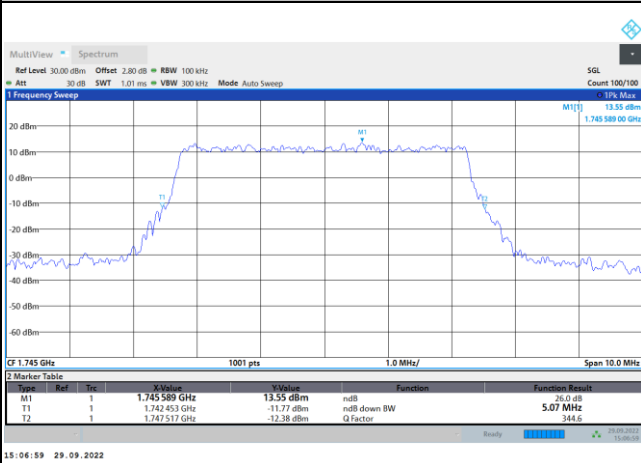 MultiView Spectrum
Ref Level 30.00 dBm Offset 2.80 dB RBW 100 kHz SGL
Att 30 dB SWT 1.01 ms VBW 300 kHz Mode Auto Sweep Count 100/100
1 Frequency Sweep 1Pk Max
M1[1] 13.55 dBm
1.745 589 00 GHz
20 dBm
M1
10 dBm
0 dBm
T1
T2
-10 dBm
-20 dBm
-30 dBm
-40 dBm
-50 dBm
-60 dBm
CF 1.745 GHz 1001 pts 1.0 MHz/ Span 10.0 MHz
2 Marker Table
Type Ref Trc X-Value Y-Value Function Function Result
M1 1 1.745 589 GHz 13.55 dBm ndB 26.0 dB
T1 1 1.742 453 GHz -11.77 dBm ndB down BW 5.07 MHz
T2 1 1.747 517 GHz -12.38 dBm Q Factor 344.6
Ready 29.09.2022
15:06:59
15:06:59 29.09.2022